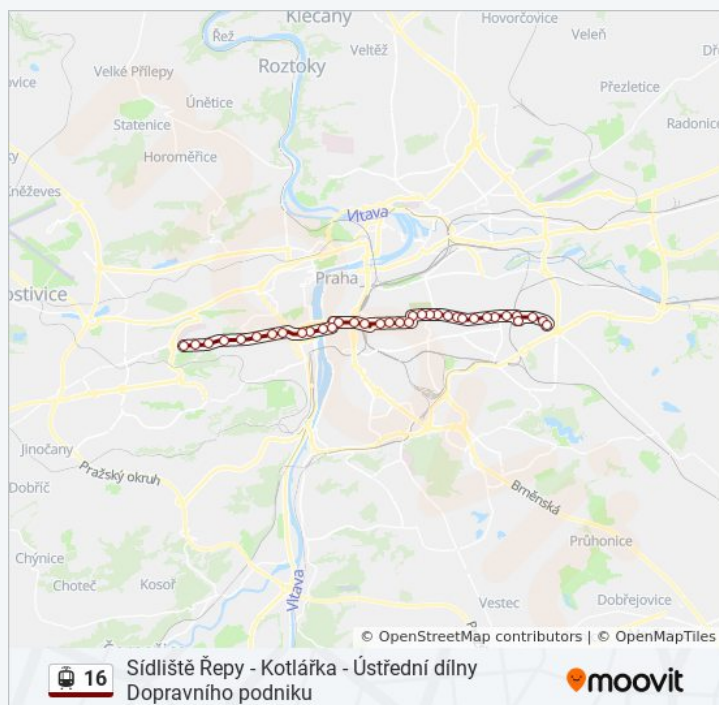 Klecany
Hovorčovice
Řež
Veltěž
Veleň
Roztoky
Velké Přílepy
Přezletice
Únětice
Statenice
Radonice
Horoměřice
Vltava
Praha
Jinočany
Pražský okruh
Dobříč
Brněnská
Průhonice
Chýnice
Choteč
Kosoř
Vltava
Vestec
Dobřejovice
© OpenStreetMap contributors | © OpenMapTiles
16
Sídliště Řepy - Kotlářka - Ústřední dílny
Dopravního podniku
moovit